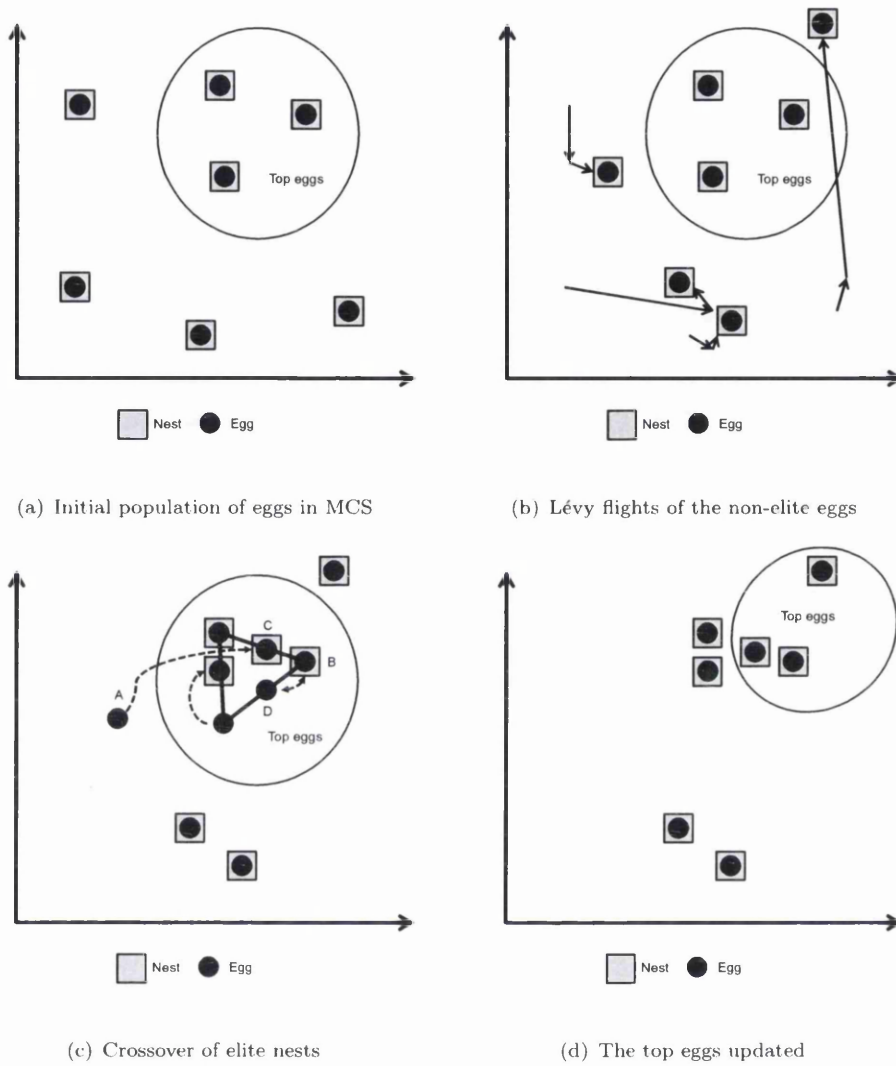 Top eggs
Nest Egg
(a) Initial population of eggs in MCS
Top eggs
Nest Egg
(b) Lévy flights of the non-elite eggs
C
B
A
D
Top eggs
Nest Egg
(c) Crossover of elite nests
Top eggs
Nest Egg
(d) The top eggs updated